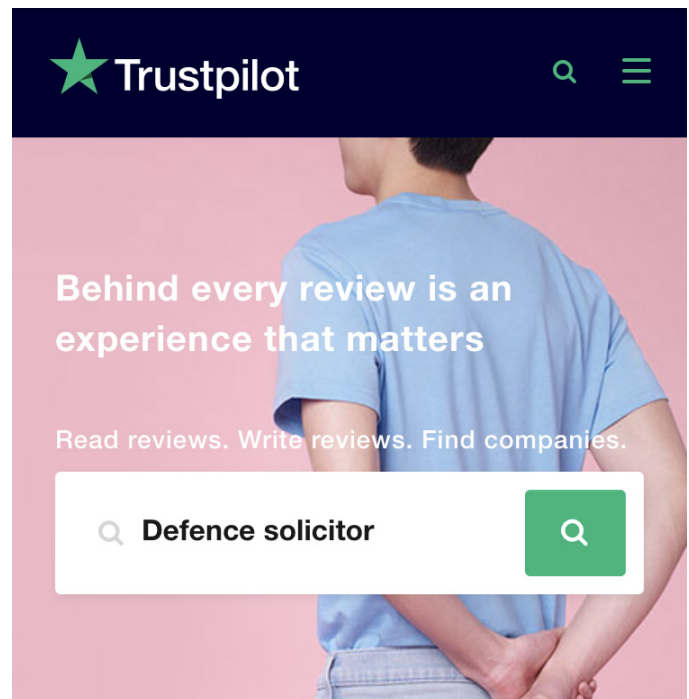 Trustpilot
Behind every review is an
experience that matters
Read reviews. Write reviews. Find companies.
Defence solicitor